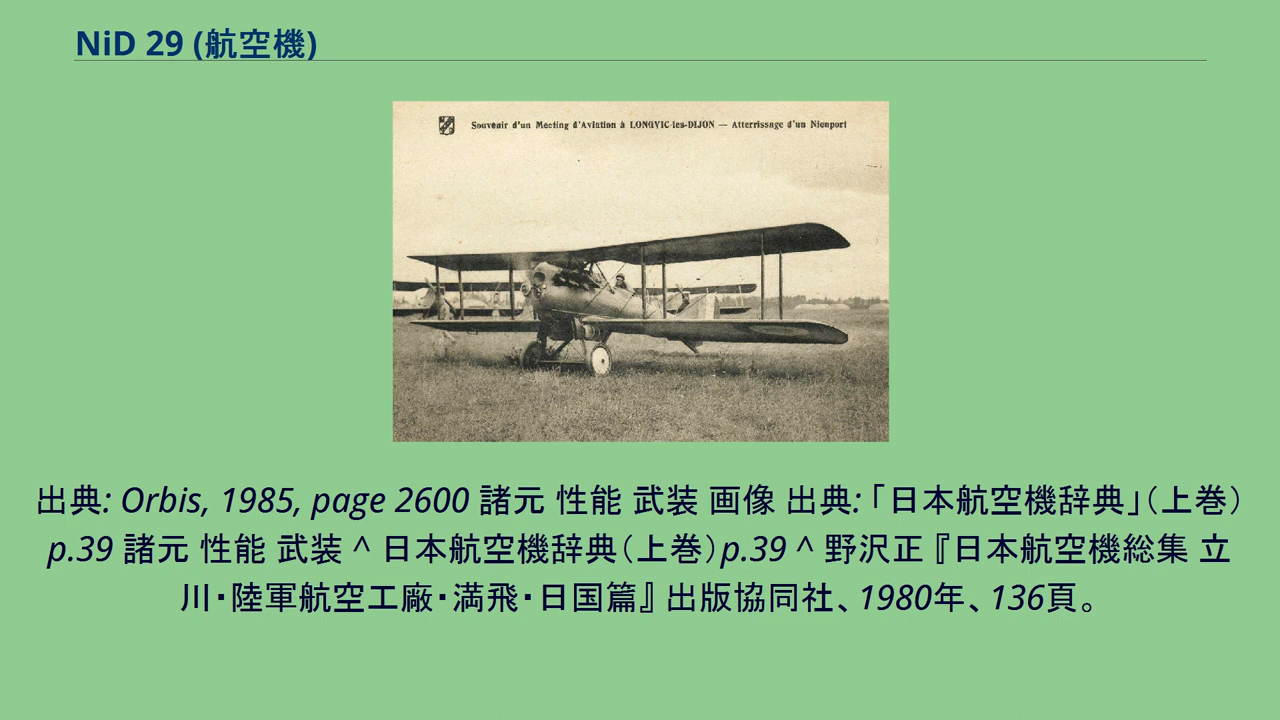 NiD 29 (航空機)
Souvenir d'un Meeting d'Aviation à LONGVIC-les-DIJON — Atterrissage d'un Nieuport
出典: Orbis, 1985, page 2600 諸元 性能 武装 画像 出典:「日本航空機辞典」（上巻）
p.39 諸元 性能 武装 ^ 日本航空機辞典（上巻）p.39 ^ 野沢正 『日本航空機総集 立
川・陸軍航空工廠・満飛・日国篇』 出版協同社、1980年、136頁。